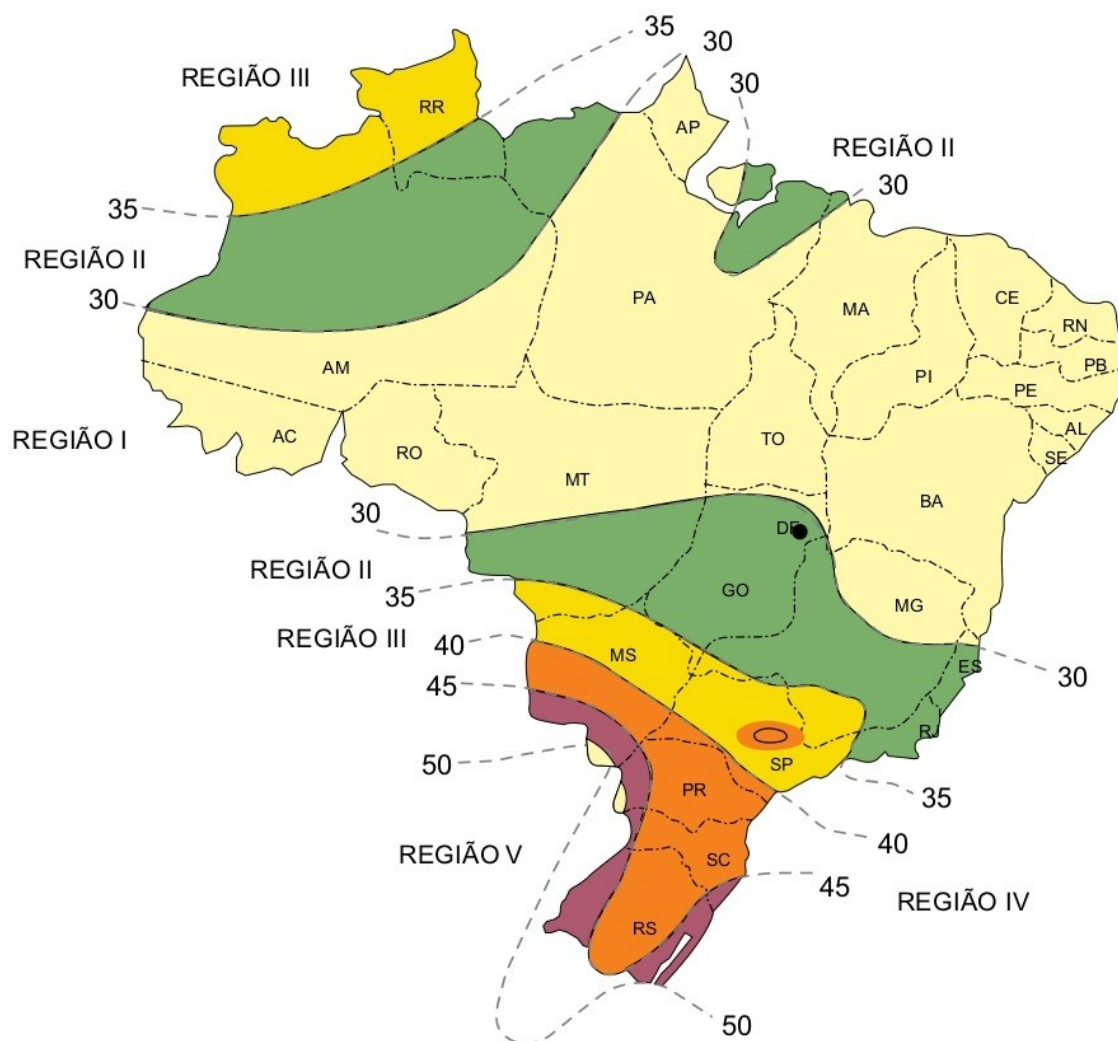 35
30
REGIÃO III
30
RR
AP
REGIÃO II
30
35
REGIÃO II
30
PA
MA
CE
RN
PB
AM
PI
PE
AL
REGIÃO I
AC
RO
TO
SE
MT
BA
30
DF
REGIÃO II
35
GO
MG
REGIÃO III
40
MS
ES
30
45
RJ
50
SP
35
PR
40
REGIÃO V
SC
45
REGIÃO IV
RS
50